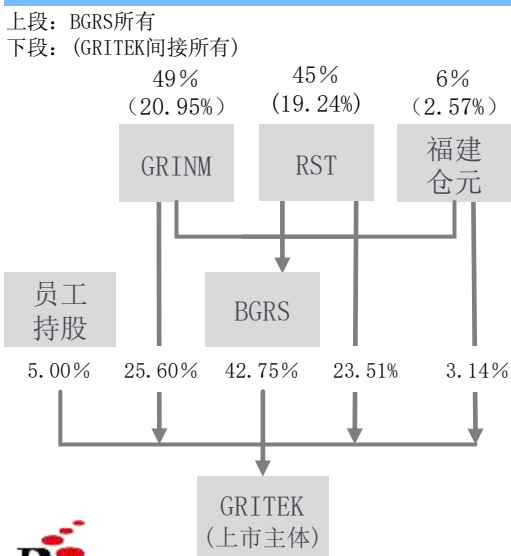 上段：BGRS所有
下段：(GRITEK间接所有)
49%
45%
6%
（20.95%）
(19.24%)
（2.57%）
GRINM
RST
福建
仓元
员工
持股
BGRS
5.00%
25.60%
42.75%
23.51%
3.14%
GRITEK
(上市主体)